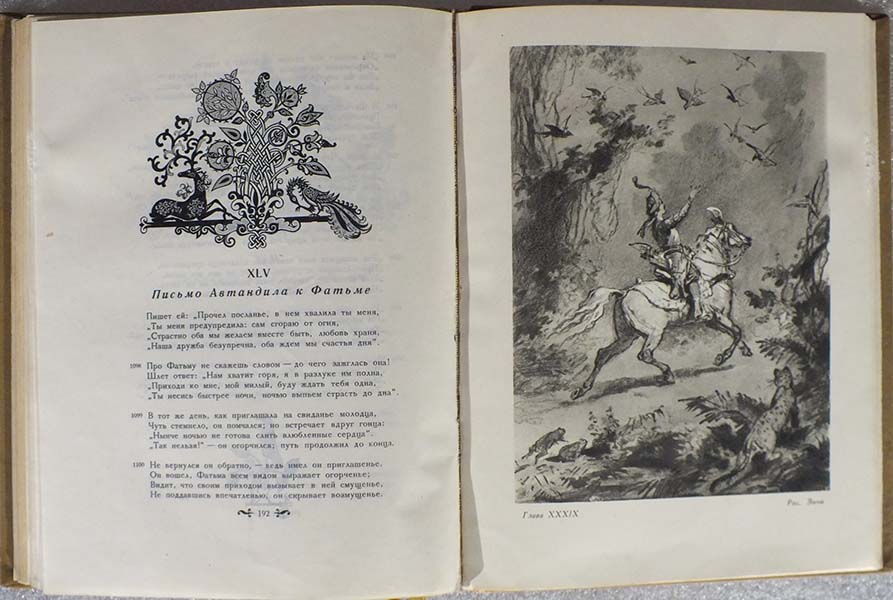 XLV
Письмо Автандила к Фатьме
Пишет ей: „Прочел посланье, в нем хвалила ты меня,
„Ты меня предупредила: сам сгораю от огня,
„Страстно оба мы желаем вместе быть, любовь храня,
„Наша дружба безупречна, оба ждем мы счастья дня".
1098 Про Фатьму не скажешь словом — до чего зажглась она!
Шлет ответ: „Нам хватит горя, я в разлуке им полна,
„Приходи ко мне, мой милый, буду ждать тебя одна,
„Ты несись быстрее ночи, ночью выпьем страсть до дна".
1099 В тот же день, как приглашала на свиданье молодца,
Чуть стемнело, он помчался; но встречает вдруг гонца:
„Нынче ночью не готова слить влюбленные сердца".
„Так нельзя!" — он огорчился; путь продолжил до конца.
1100 Не вернулся он обратно, — ведь имел он приглашенье.
Он вошел, Фатьма всем видом выражает огорченье;
Видит, что своим приходом вызывает в ней смущенье,
Не поддавшись впечатленью, он скрывает возмущенье.
192
Рис. Зичи
Глава XXXIX